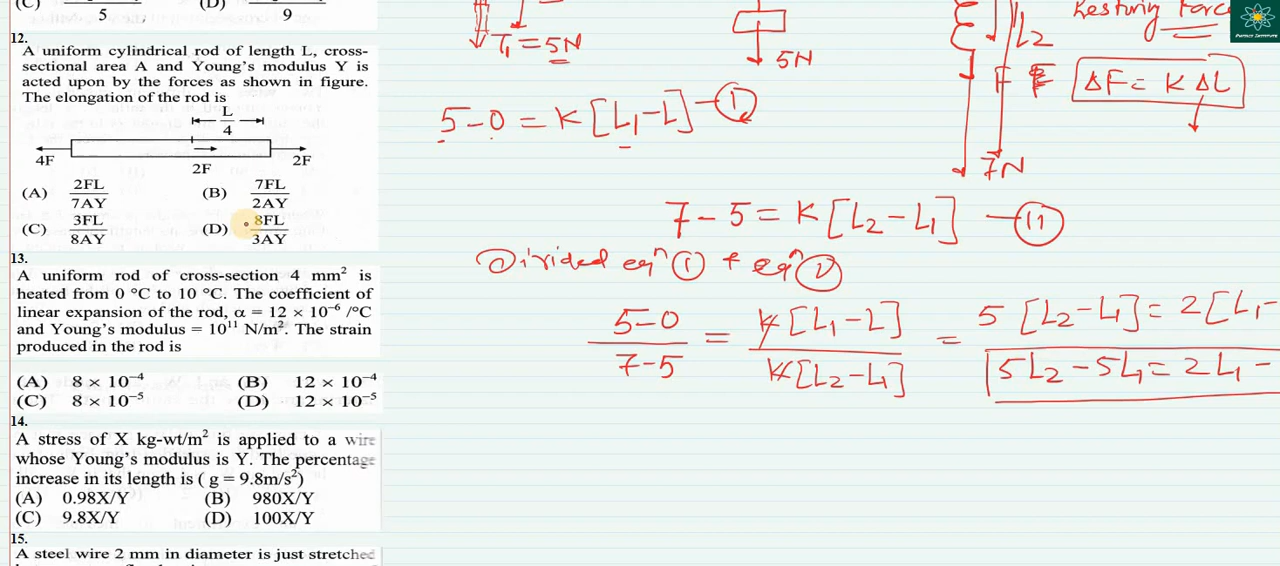 (C) 5 , (D) 9
12.
A uniform cylindrical rod of length L, cross-
sectional area A and Young's modulus Y is
acted upon by the forces as shown in figure.
The elongation of the rod is
L
4
4F 2F 2F
(A) 2FL/7AY (B) 7FL/2AY
(C) 3FL/8AY (D) 8FL/3AY
13.
A uniform rod of cross-section 4 mm² is
heated from 0 °C to 10 °C. The coefficient of
linear expansion of the rod, α = 12 × 10⁻⁶ /°C
and Young's modulus = 10¹¹ N/m². The strain
produced in the rod is
(A) 8 × 10⁻⁴ (B) 12 × 10⁻⁴
(C) 8 × 10⁻⁵ (D) 12 × 10⁻⁵
14.
A stress of X kg-wt/m² is applied to a wire
whose Young's modulus is Y. The percentage
increase in its length is ( g = 9.8m/s²)
(A) 0.98X/Y (B) 980X/Y
(C) 9.8X/Y (D) 100X/Y
15.
A steel wire 2 mm in diameter is just stretched
T₁ = 5N
5N
L₂
Restoring Force
F F
ΔF = K ΔL
7N
5-0 = K[L₁-L] - ①
7-5 = K[L₂-L₁] - ⑪
Divided eqⁿ ① + eqⁿ ②
5-0/7-5 = K[L₁-L]/K[L₂-L₁] = 5[L₂-L₁] = 2[L₁-
5L₂-5L₁ = 2L₁-